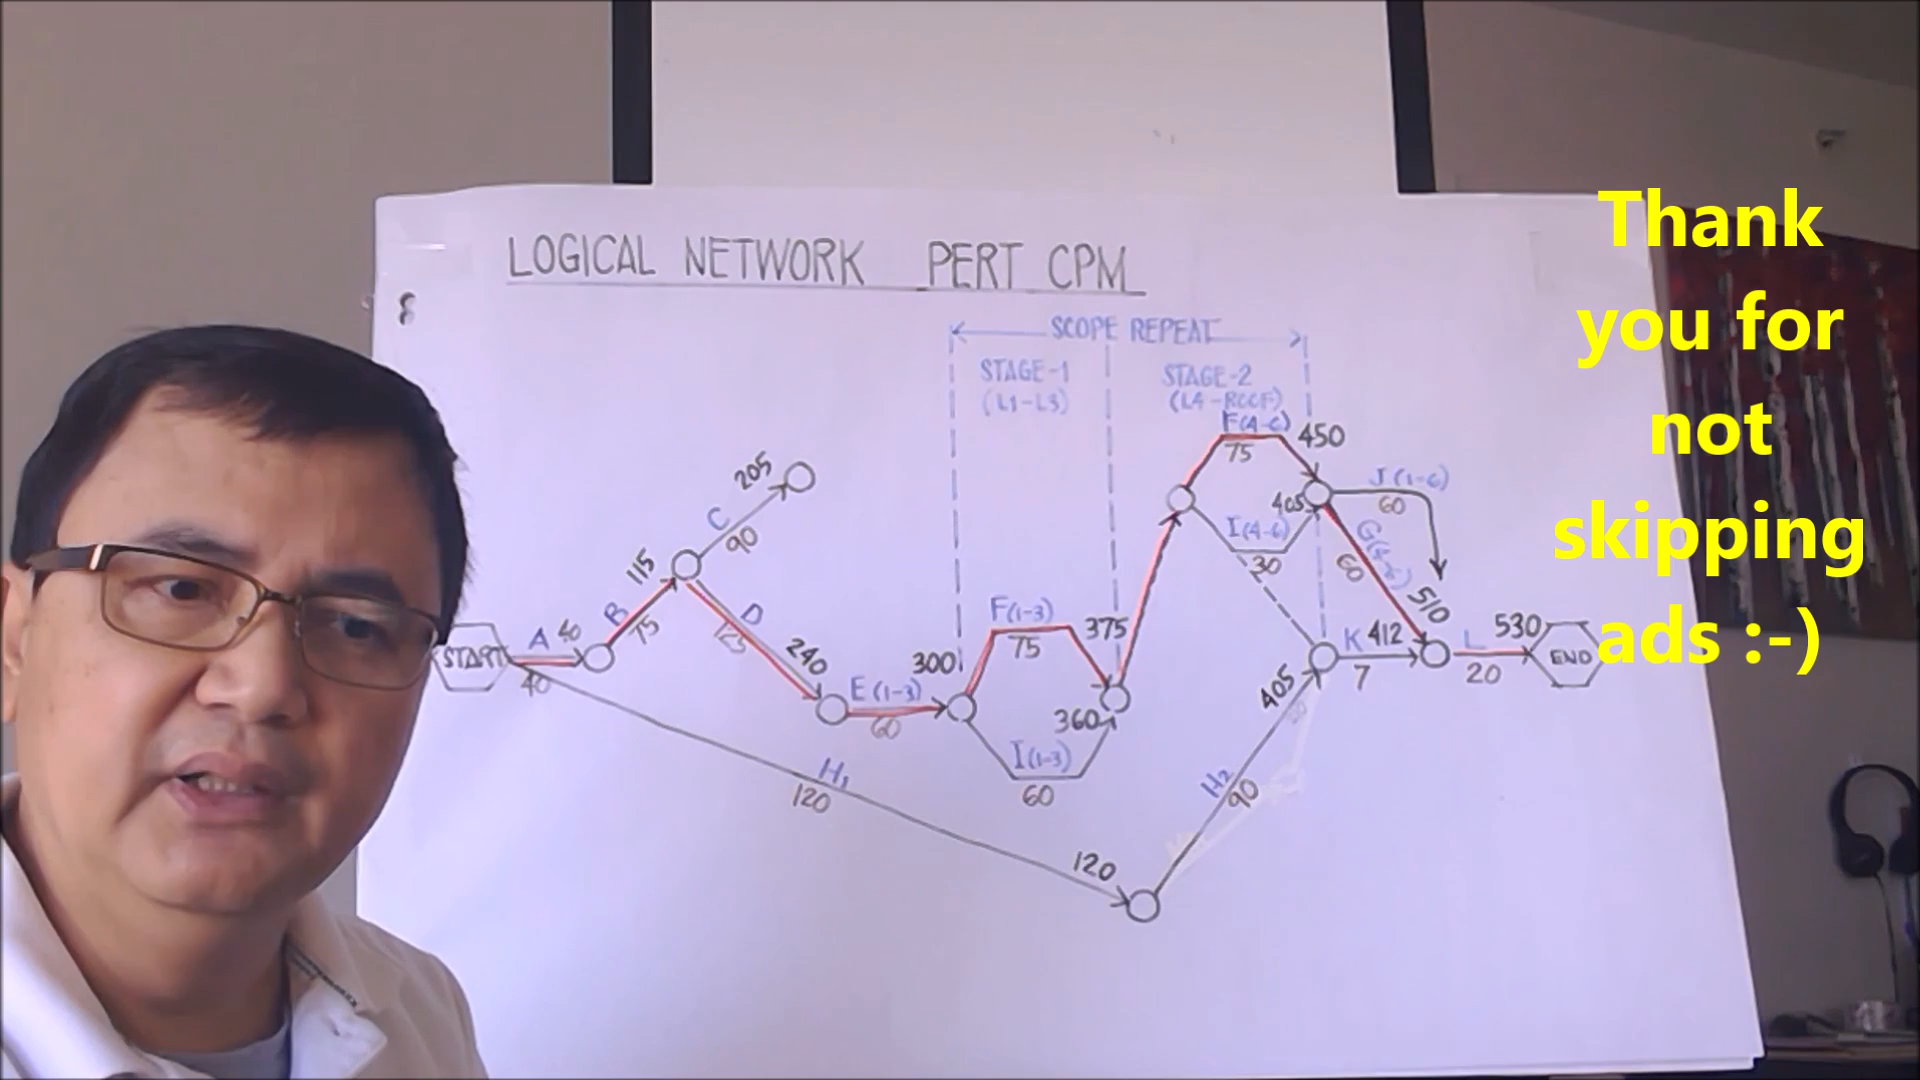 LOGICAL NETWORK PERT CPM
8
SCOPE REPEAT
STAGE-1
(L1-L3)
STAGE-2
(L4-ROOF)
F(4-6)
75
450
205
C
90
115
B
75
D
125
240
405
I(4-6)
30
J(1-6)
60
G(4-6)
60
510
START
A
40
40
E(1-3)
60
300
F(1-3)
75
375
360
I(1-3)
60
H1
120
120
H2
90
405
K
412
7
L
530
20
END
Thank
you for
not
skipping
ads :-)